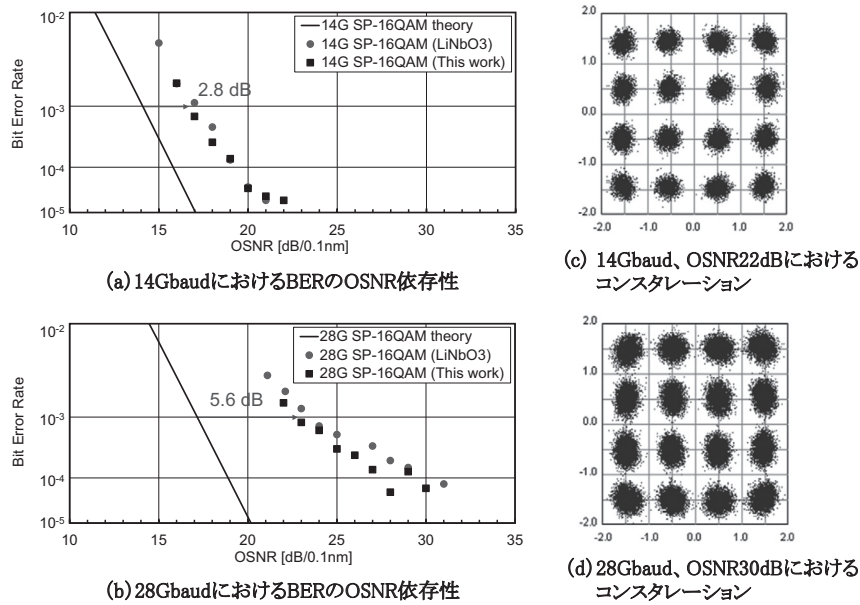 10-2
10-3
10-4
10-5
Bit Error Rate
14G SP-16QAM theory
14G SP-16QAM (LiNbO3)
14G SP-16QAM (This work)
2.8 dB
10 15 20 25 30 35
OSNR [dB/0.1nm]
(a) 14GbaudにおけるBERのOSNR依存性
2.0
1.0
0.0
-1.0
-2.0
-2.0 -1.0 0.0 1.0 2.0
(c) 14Gbaud、OSNR22dBにおける
コンスタレーション
10-2
10-3
10-4
10-5
Bit Error Rate
28G SP-16QAM theory
28G SP-16QAM (LiNbO3)
28G SP-16QAM (This work)
5.6 dB
10 15 20 25 30 35
OSNR [dB/0.1nm]
(b) 28GbaudにおけるBERのOSNR依存性
2.0
1.0
0.0
-1.0
2.0
-2.0 -1.0 0.0 1.0 2.0
(d) 28Gbaud、OSNR30dBにおける
コンスタレーション